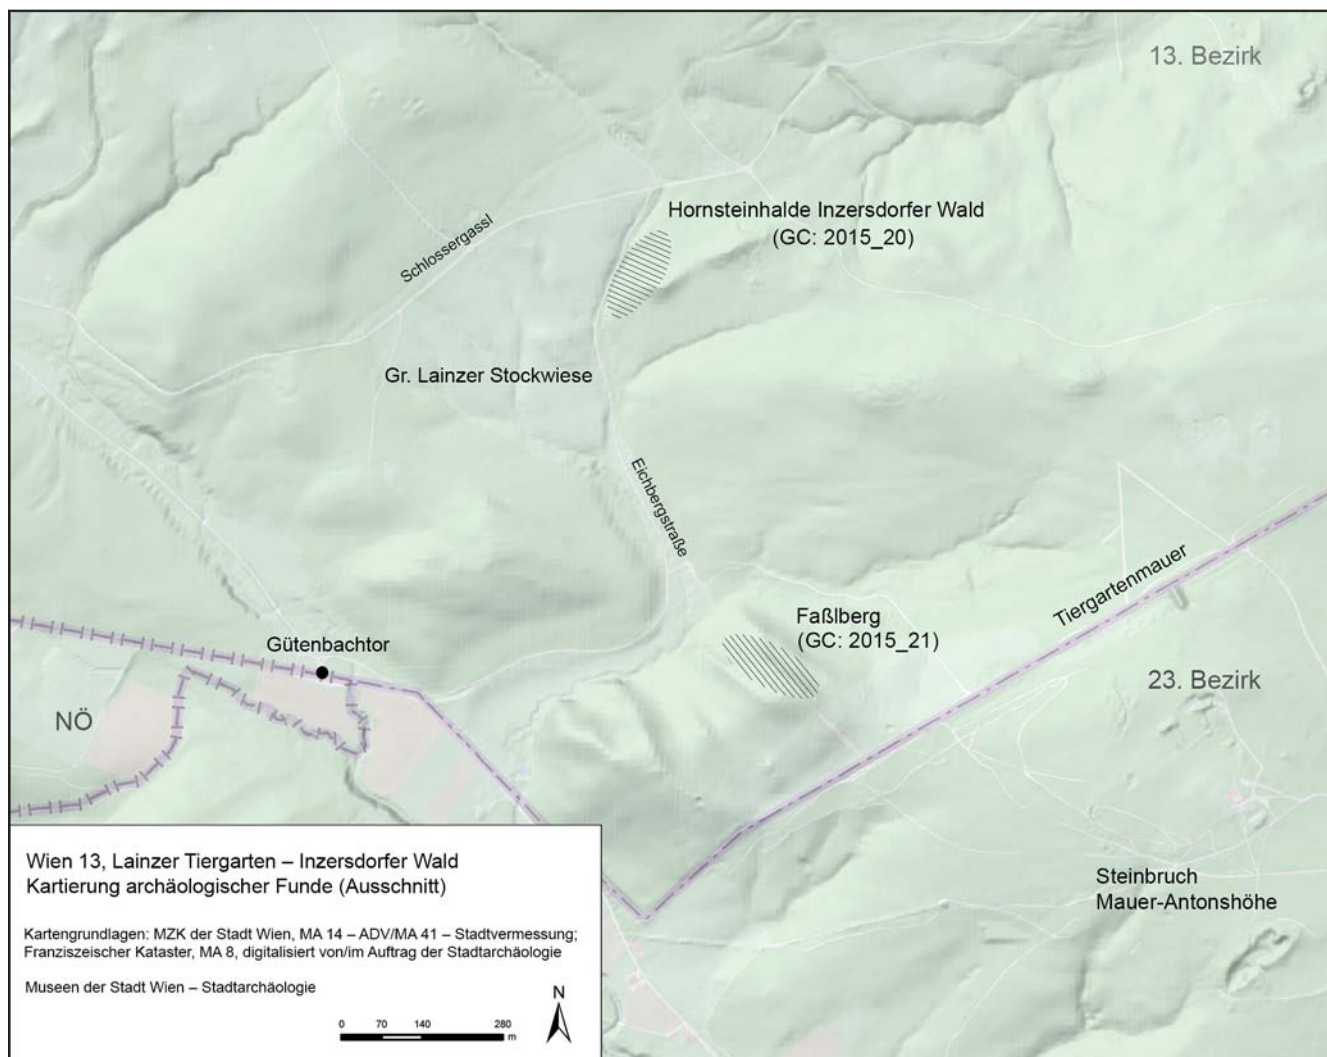 13. Bezirk
Hornsteinhalde Inzersdorfer Wald
(GC: 2015_20)
Schlossergassl
Gr. Lainzer Stockwiese
Eichbergstraße
Tiergartenmauer
Faßlberg
(GC: 2015_21)
Gütenbachtor
23. Bezirk
NÖ
Steinbruch
Mauer-Antonshöhe
Wien 13, Lainzer Tiergarten – Inzersdorfer Wald
Kartierung archäologischer Funde (Ausschnitt)
Kartengrundlagen: MZK der Stadt Wien, MA 14 – ADV/MA 41 – Stadtvermessung;
Franziszeischer Kataster, MA 8, digitalisiert von/im Auftrag der Stadtarchäologie
Museen der Stadt Wien – Stadtarchäologie
N
0 70 140 280
m